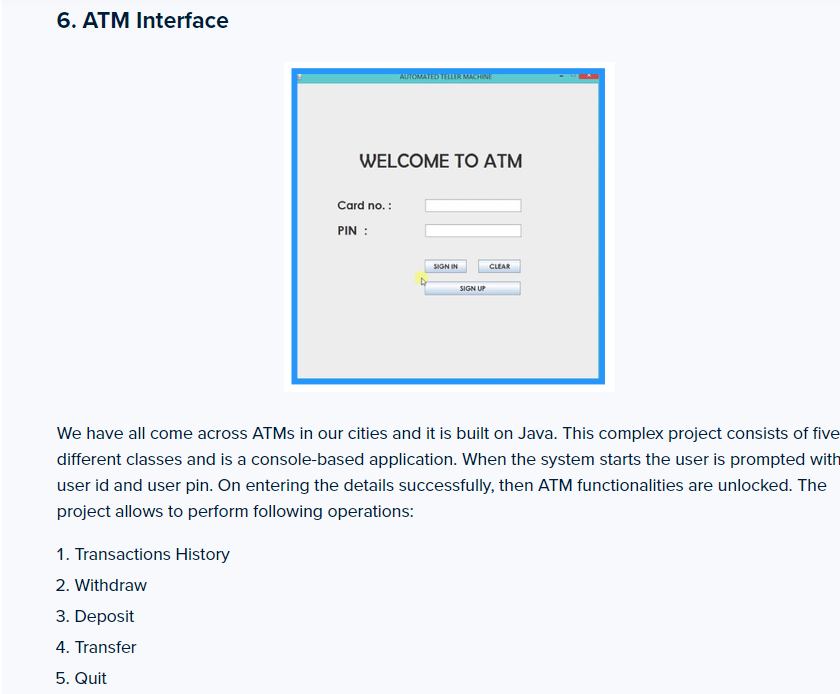 6. ATM Interface
AUTOMATED TELLER MACHINE
WELCOME TO ATM
Card no. :
PIN :
SIGN IN CLEAR
SIGN UP
We have all come across ATMs in our cities and it is built on Java. This complex project consists of five
different classes and is a console-based application. When the system starts the user is prompted with
user id and user pin. On entering the details successfully, then ATM functionalities are unlocked. The
project allows to perform following operations:
1. Transactions History
2. Withdraw
3. Deposit
4. Transfer
5. Quit